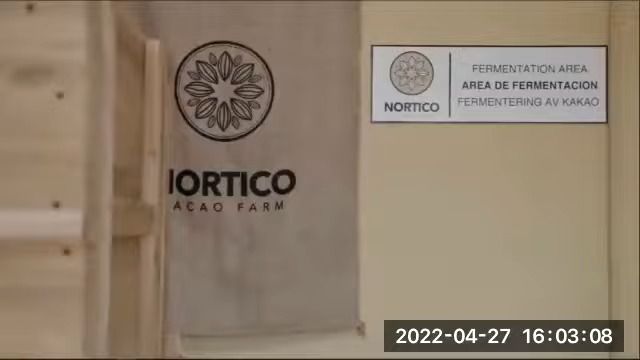 NORTICO
FERMENTATION AREA
AREA DE FERMENTACION
FERMENTERING AV KAKAO
ORTICO
ACAO FARM
2022-04-27 16:03:08